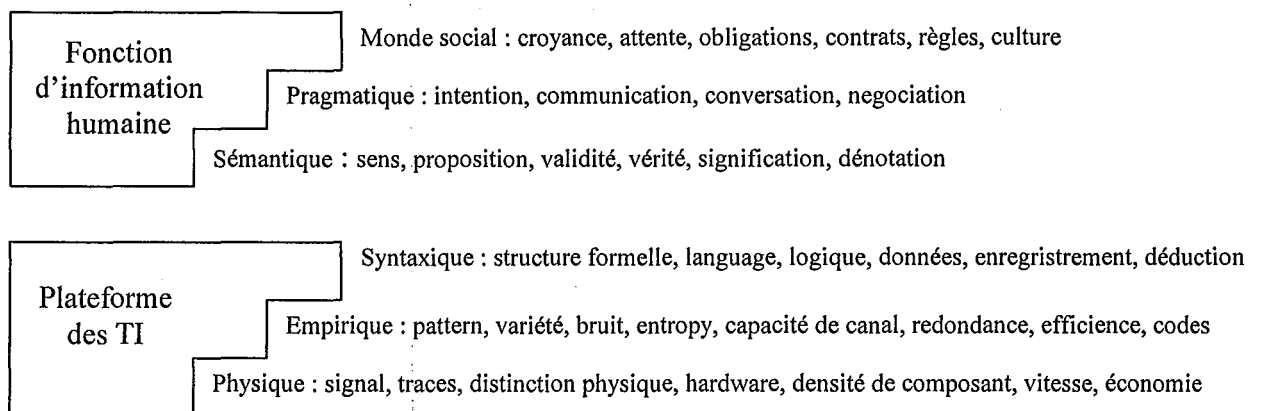 Fonction
d'information
humaine
Monde social : croyance, attente, obligations, contrats, règles, culture
Pragmatique : intention, communication, conversation, negociation
Sémantique : sens, proposition, validité, vérité, signification, dénotation
Plateforme
des TI
Syntaxique : structure formelle, language, logique, données, enregristrement, déduction
Empirique : pattern, variété, bruit, entropy, capacité de canal, redondance, efficience, codes
Physique : signal, traces, distinction physique, hardware, densité de composant, vitesse, économie